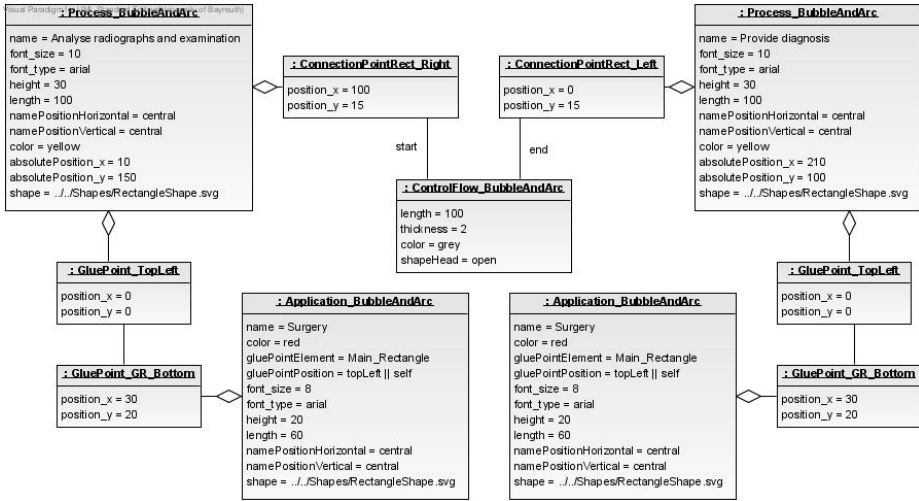 : Process_BubbleAndArc
name = Analyse radiographs and examination
font_size = 10
font_type = arial
height = 30
length = 100
namePositionHorizontal = central
namePositionVertical = central
color = yellow
absolutePosition_x = 10
absolutePosition_y = 150
shape = ../../Shapes/RectangleShape.svg
: ConnectionPointRect_Right
position_x = 100
position_y = 15
: ConnectionPointRect_Left
position_x = 0
position_y = 15
: Process_BubbleAndArc
name = Provide diagnosis
font_size = 10
font_type = arial
height = 30
length = 100
namePositionHorizontal = central
namePositionVertical = central
color = yellow
absolutePosition_x = 210
absolutePosition_y = 100
shape = ../../Shapes/RectangleShape.svg
start
end
: ControlFlow_BubbleAndArc
length = 100
thickness = 2
color = grey
shapeHead = open
: GluePoint_TopLeft
position_x = 0
position_y = 0
: GluePoint_GR_Bottom
position_x = 30
position_y = 20
: Application_BubbleAndArc
name = Surgery
color = red
gluePointElement = Main_Rectangle
gluePointPosition = topLeft || self
font_size = 8
font_type = arial
height = 20
length = 60
namePositionHorizontal = central
namePositionVertical = central
shape = ../../Shapes/RectangleShape.svg
: Application_BubbleAndArc
name = Surgery
color = red
gluePointElement = Main_Rectangle
gluePointPosition = topLeft || self
font_size = 8
font_type = arial
height = 20
length = 60
namePositionHorizontal = central
namePositionVertical = central
shape = ../../Shapes/RectangleShape.svg
: GluePoint_TopLeft
position_x = 0
position_y = 0
: GluePoint_GR_Bottom
position_x = 30
position_y = 20